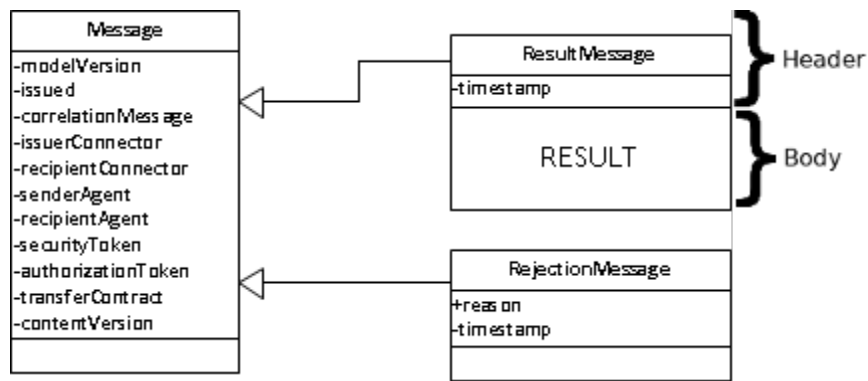 Message
-modelVersion
-issued
-correlationMessage
-issuerConnector
-recipientConnector
-senderAgent
-recipientAgent
-securityToken
-authorizationToken
-transferContract
-contentVersion
ResultMessage
-timestamp
RESULT
Header
Body
RejectionMessage
+reason
-timestamp